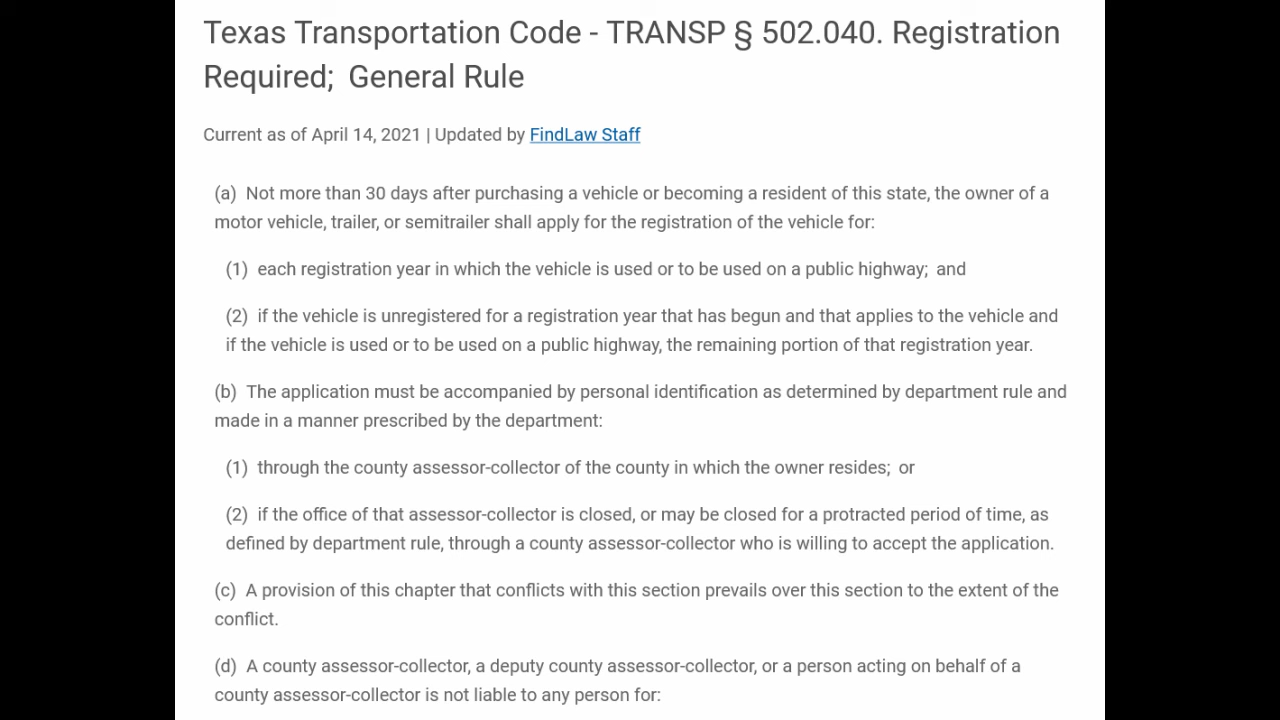 Texas Transportation Code - TRANSP § 502.040. Registration
Required;  General Rule
Current as of April 14, 2021 | Updated by FindLaw Staff
(a)  Not more than 30 days after purchasing a vehicle or becoming a resident of this state, the owner of a
motor vehicle, trailer, or semitrailer shall apply for the registration of the vehicle for:
(1)  each registration year in which the vehicle is used or to be used on a public highway;  and
(2)  if the vehicle is unregistered for a registration year that has begun and that applies to the vehicle and
if the vehicle is used or to be used on a public highway, the remaining portion of that registration year.
(b)  The application must be accompanied by personal identification as determined by department rule and
made in a manner prescribed by the department:
(1)  through the county assessor-collector of the county in which the owner resides;  or
(2)  if the office of that assessor-collector is closed, or may be closed for a protracted period of time, as
defined by department rule, through a county assessor-collector who is willing to accept the application.
(c)  A provision of this chapter that conflicts with this section prevails over this section to the extent of the
conflict.
(d)  A county assessor-collector, a deputy county assessor-collector, or a person acting on behalf of a
county assessor-collector is not liable to any person for: